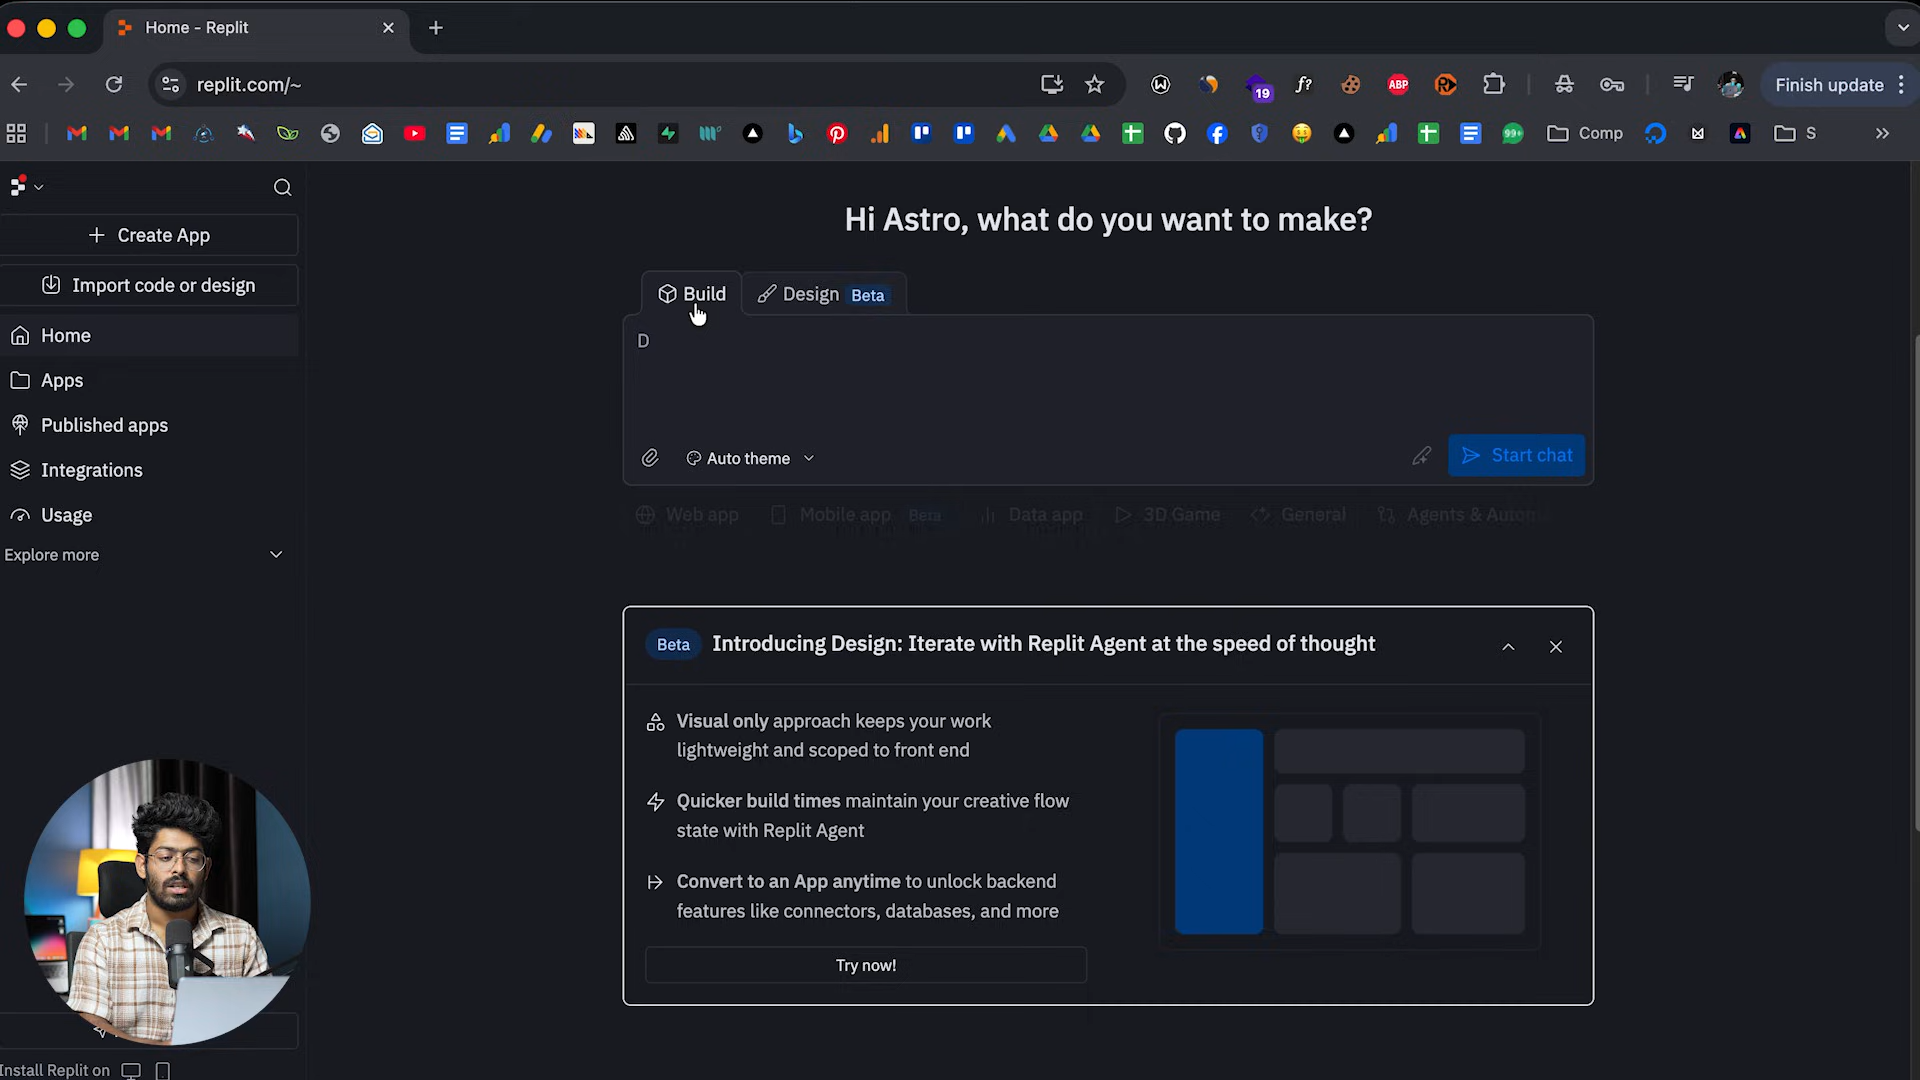 Home - Replit
replit.com/~
19
f?
ABP
Finish update
99+
Comp
S
Create App
Import code or design
Home
Apps
Published apps
Integrations
Usage
Explore more
Install Replit on
Hi Astro, what do you want to make?
Build
Design Beta
D
Auto theme
Start chat
Web app
Mobile app Beta
Data app
3D Game
General
Agents & Autom
Beta Introducing Design: Iterate with Replit Agent at the speed of thought
Visual only approach keeps your work
lightweight and scoped to front end
Quicker build times maintain your creative flow
state with Replit Agent
Convert to an App anytime to unlock backend
features like connectors, databases, and more
Try now!